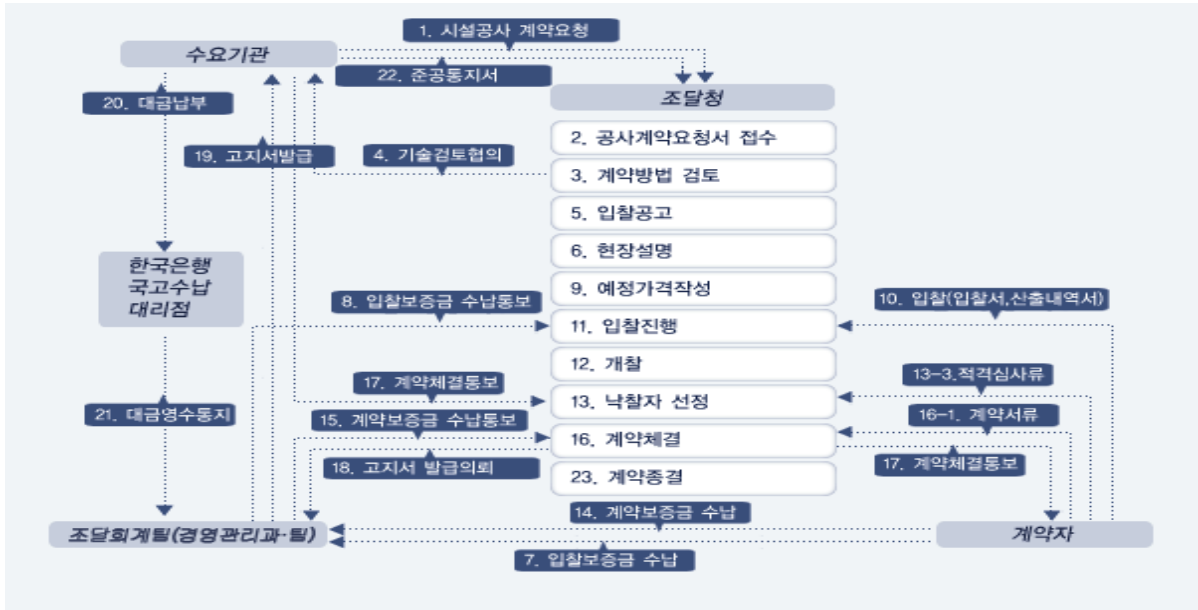 1. 시설공사 계약요청
수요기관
22. 준공통지서
조달청
20. 대금납부
2. 공사계약요청서 접수
19. 고지서발급
4. 기술검토협의
3. 계약방법 검토
5. 입찰공고
6. 현장설명
한국은행
국고수납
대리점
9. 예정가격작성
8. 입찰보증금 수납통보
10. 입찰(입찰서,산출내역서)
11. 입찰진행
12. 개찰
17. 계약체결통보
13-3.적격심사류
13. 낙찰자 선정
21. 대금영수통지
15. 계약보증금 수납통보
16-1. 계약서류
16. 계약체결
18. 고지서 발급의뢰
17. 계약체결통보
23. 계약종결
14. 계약보증금 수납
조달회계팀(경영관리과·팀)
계약자
7. 입찰보증금 수납